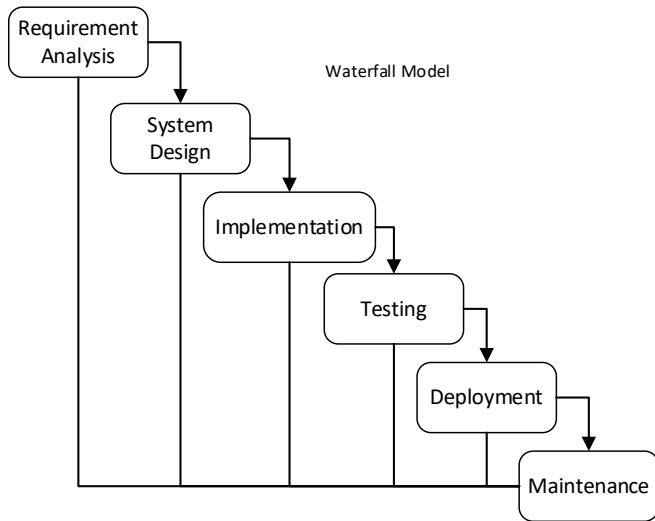 Requirement
Analysis
Waterfall Model
System
Design
Implementation
Testing
Deployment
Maintenance